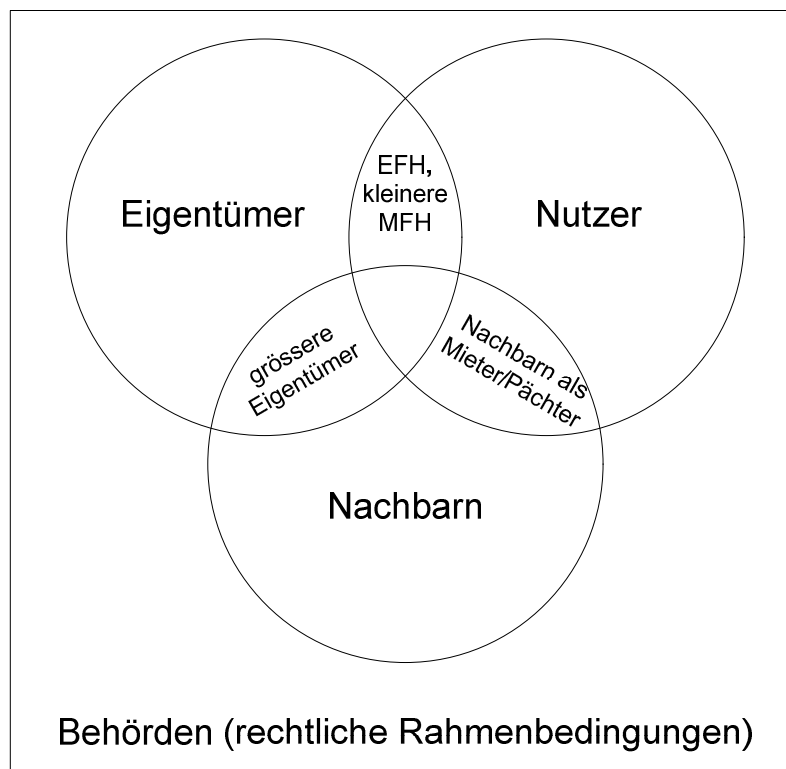 EFH,
kleinere
MFH
Eigentümer
Nutzer
grössere
Eigentümer
Nachbarn als
Mieter/Pächter
Nachbarn
Behörden (rechtliche Rahmenbedingungen)